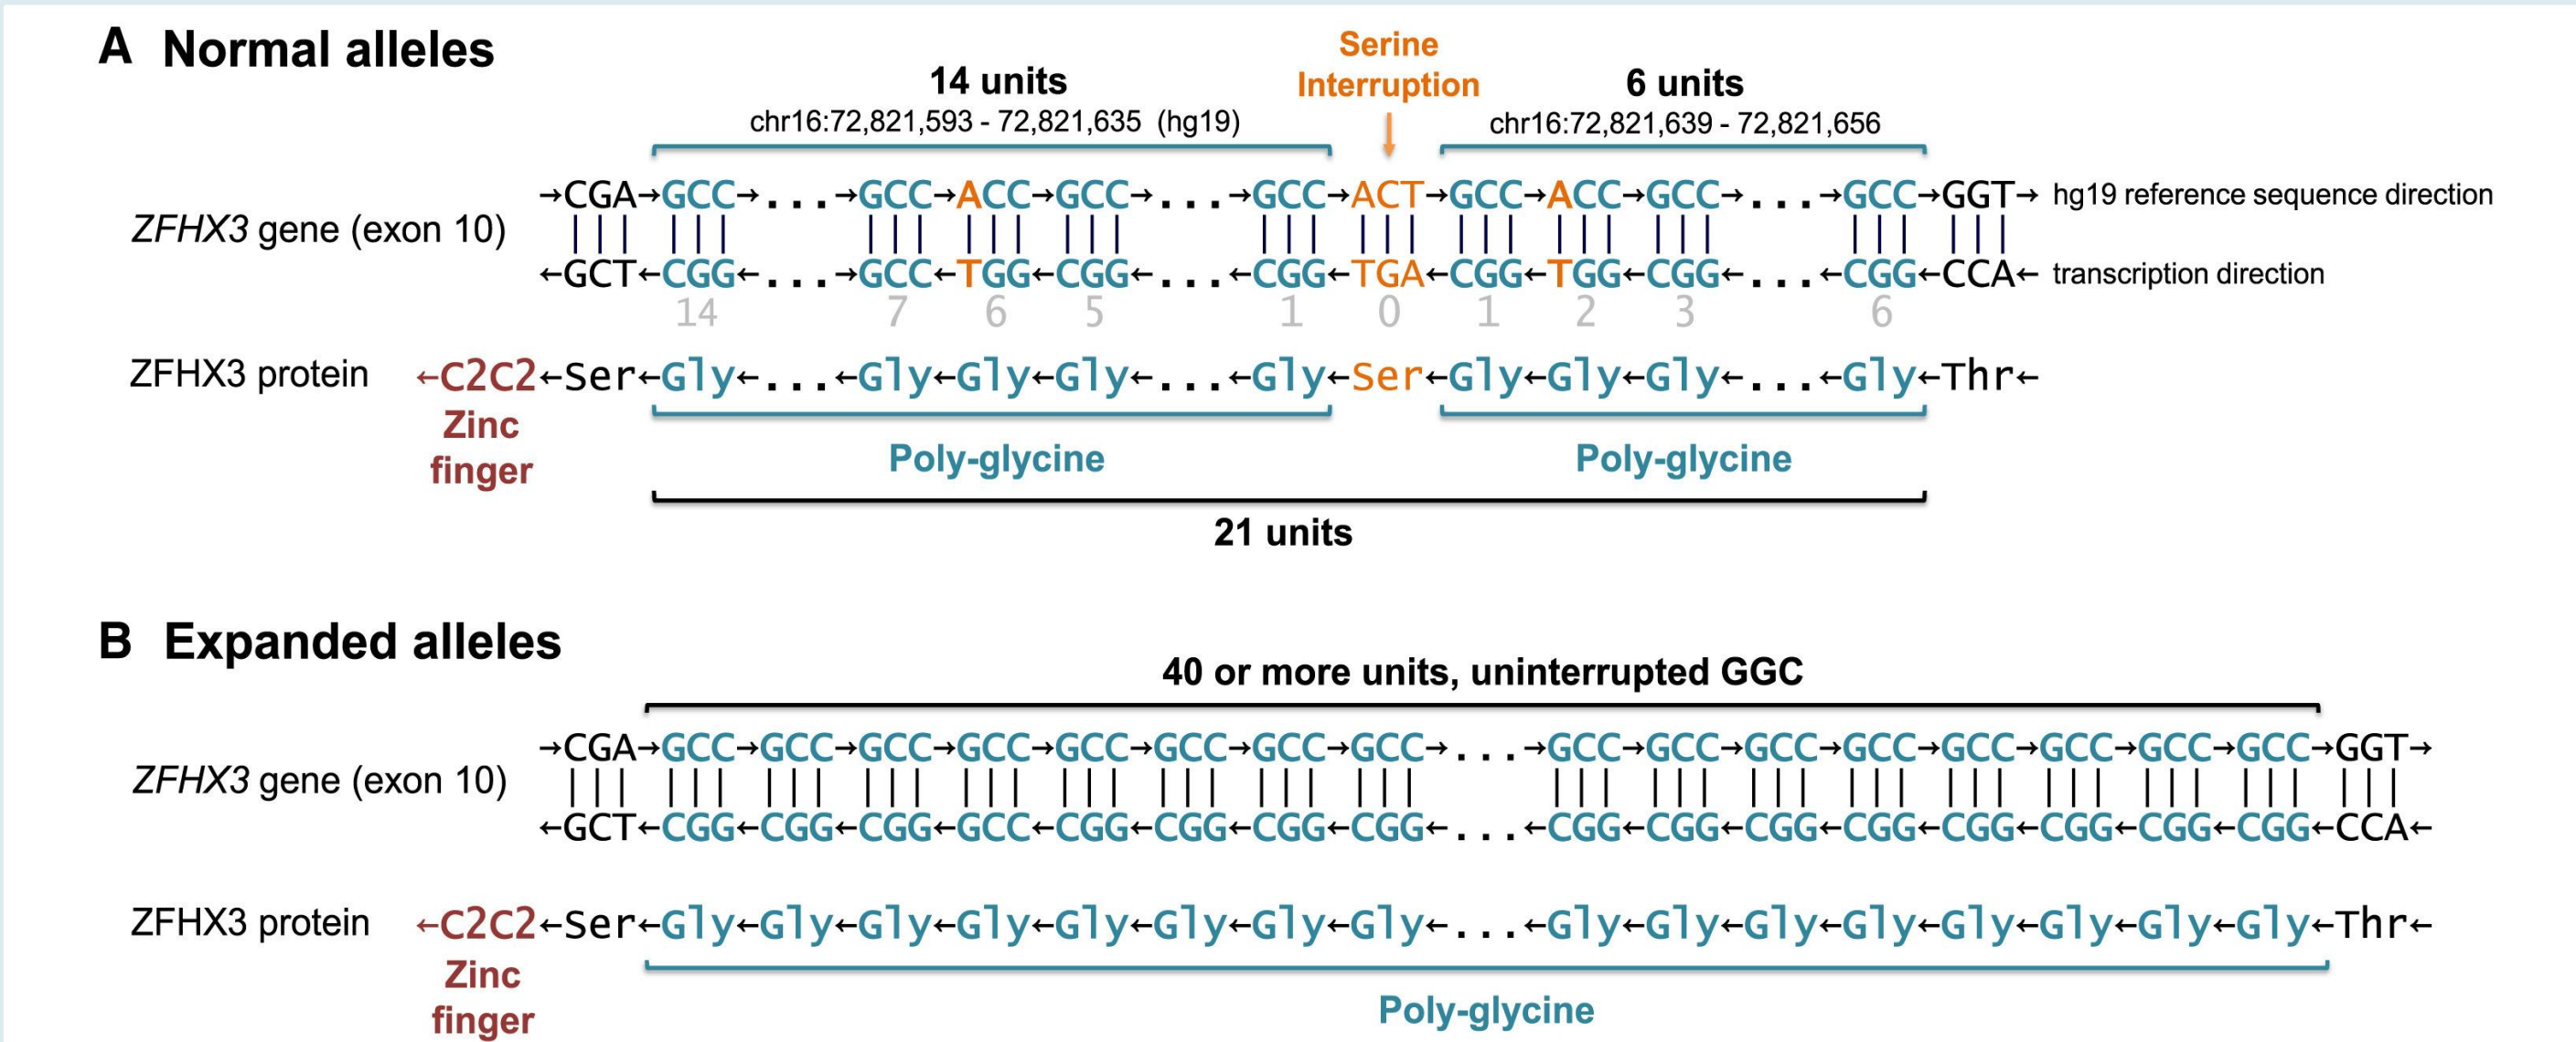 A Normal alleles
Serine
Interruption
14 units
6 units
chr16:72,821,593 - 72,821,635 (hg19)
chr16:72,821,639 - 72,821,656
→CGA→GCC→...→GCC→ACC→GCC→...→GCC→ACT→GCC→ACC→GCC→...→GCC→GGT→ hg19 reference sequence direction
ZFHX3 gene (exon 10)
←GCT←CGG←...→GCC←TGG←CGG←...←CGG←TGA←CGG←TGG←CGG←...←CGG←CCA← transcription direction
14 7 6 5 1 0 1 2 3 6
ZFHX3 protein ←C2C2←Ser←Gly←...←Gly←Gly←Gly←...←Gly←Ser←Gly←Gly←Gly←...←Gly←Thr←
Zinc
finger
Poly-glycine
Poly-glycine
21 units
B Expanded alleles
40 or more units, uninterrupted GGC
→CGA→GCC→GCC→GCC→GCC→GCC→GCC→GCC→GCC→...→GCC→GCC→GCC→GCC→GCC→GCC→GCC→GCC→GGT→
ZFHX3 gene (exon 10)
←GCT←CGG←CGG←CGG←GCC←CGG←CGG←CGG←CGG←...←CGG←CGG←CGG←CGG←CGG←CGG←CGG←CGG←CCA←
ZFHX3 protein ←C2C2←Ser←Gly←Gly←Gly←Gly←Gly←Gly←Gly←Gly←...←Gly←Gly←Gly←Gly←Gly←Gly←Gly←Gly←Thr←
Zinc
finger
Poly-glycine